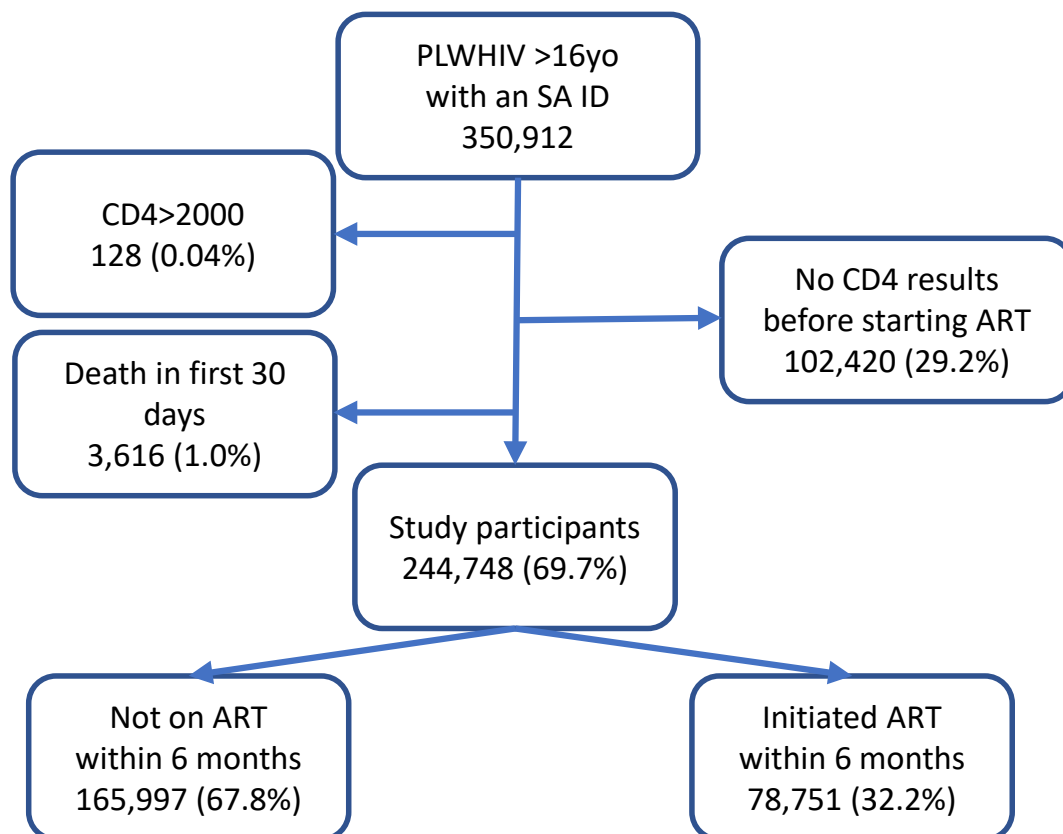 PLWHIV >16yo
with an SA ID
350,912
CD4>2000
128 (0.04%)
No CD4 results
before starting ART
102,420 (29.2%)
Death in first 30
days
3,616 (1.0%)
Study participants
244,748 (69.7%)
Not on ART
within 6 months
165,997 (67.8%)
Initiated ART
within 6 months
78,751 (32.2%)